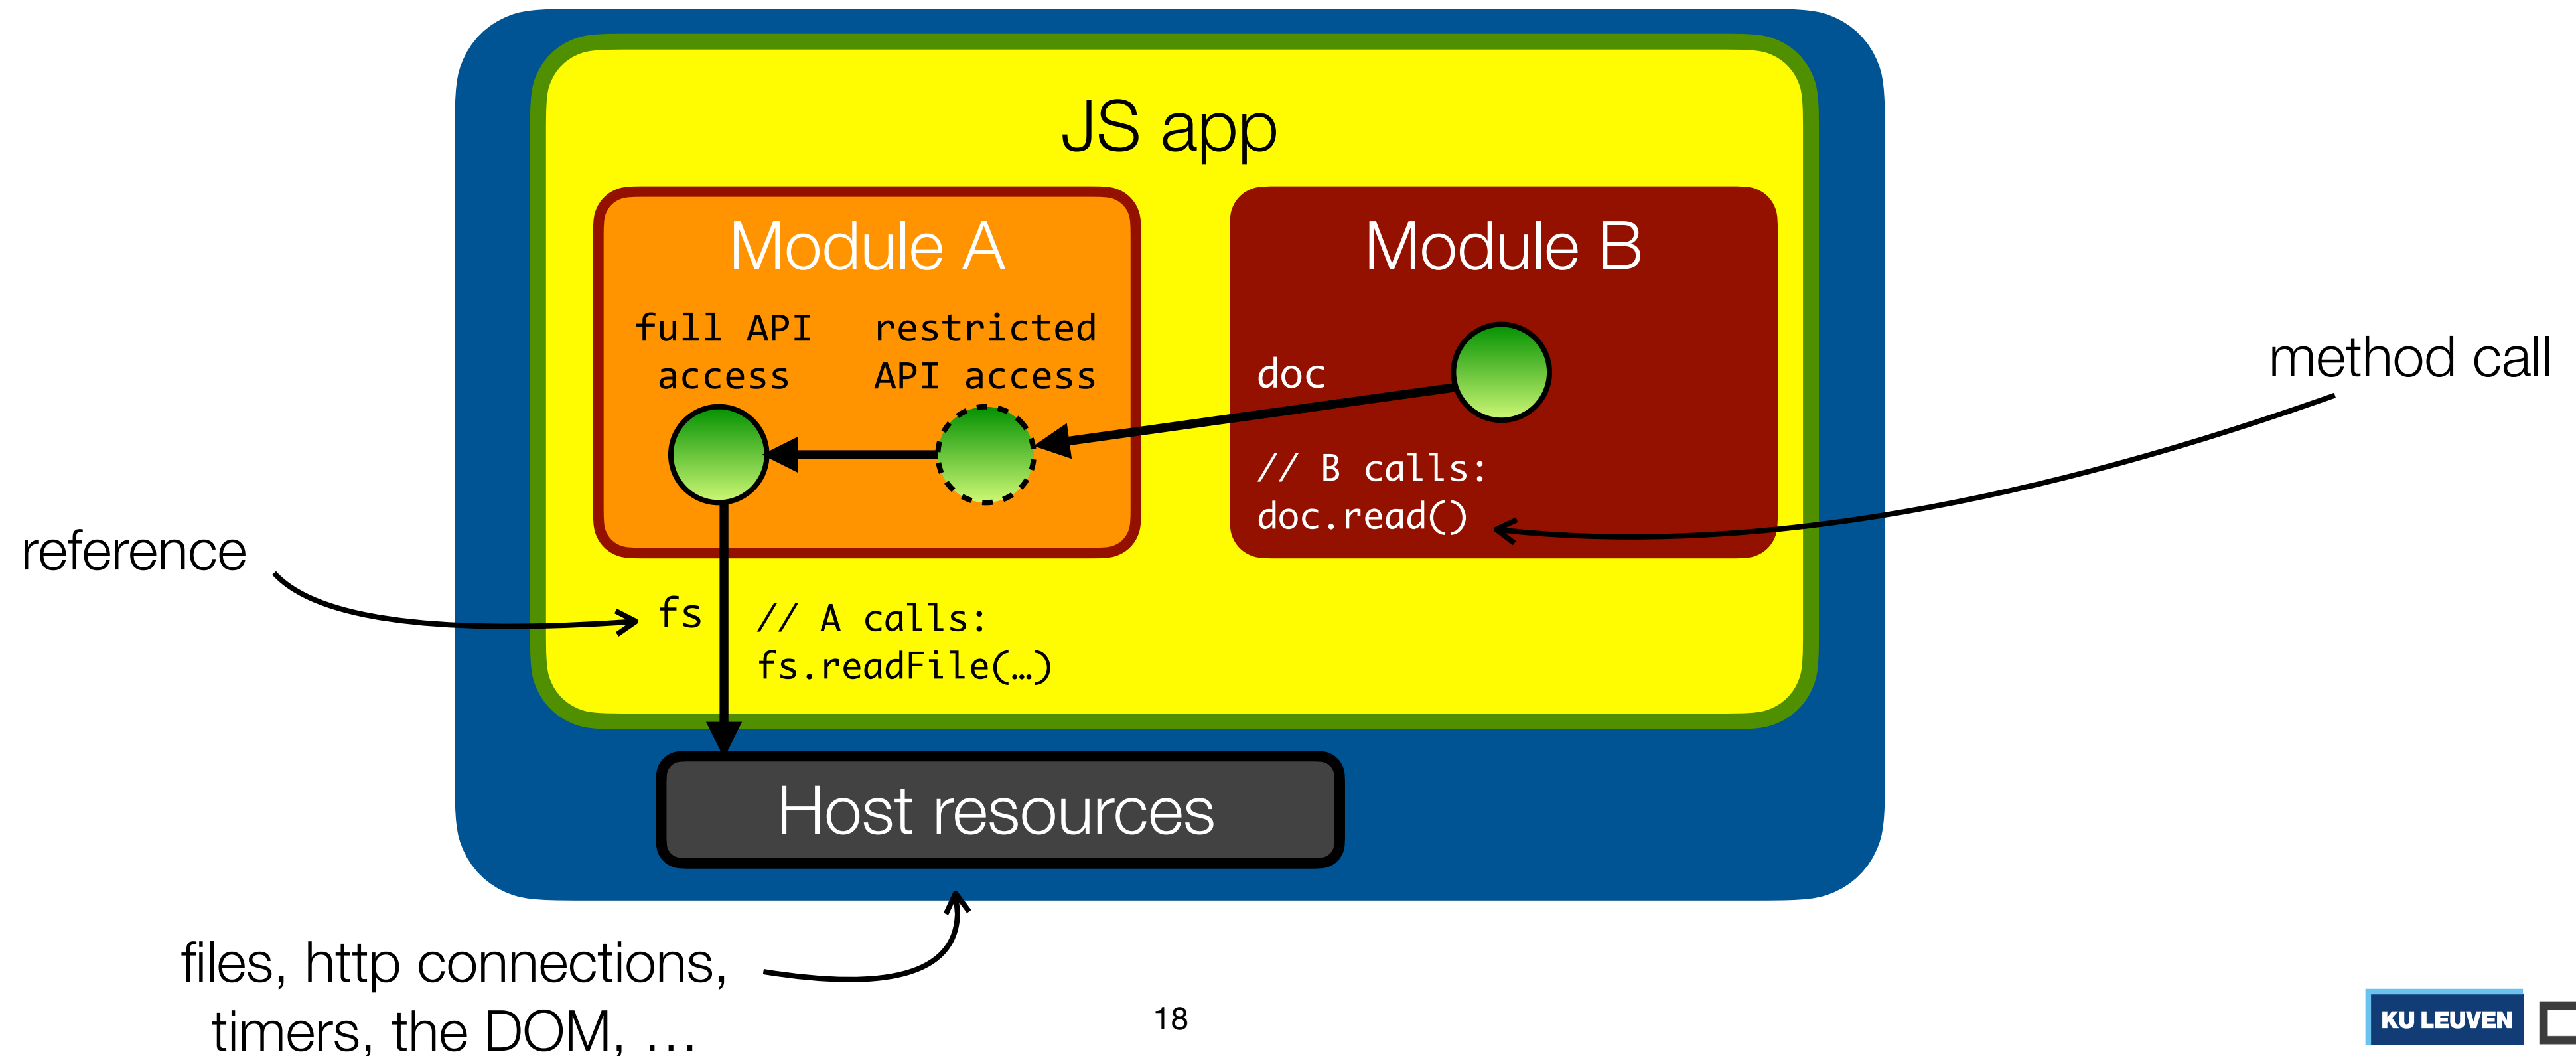 JS app
Module A
full API
access
restricted
API access
Module B
doc
// B calls:
doc.read()
method call
reference
fs
// A calls:
fs.readFile(…)
Host resources
files, http connections,
timers, the DOM, …
18
KU LEUVEN